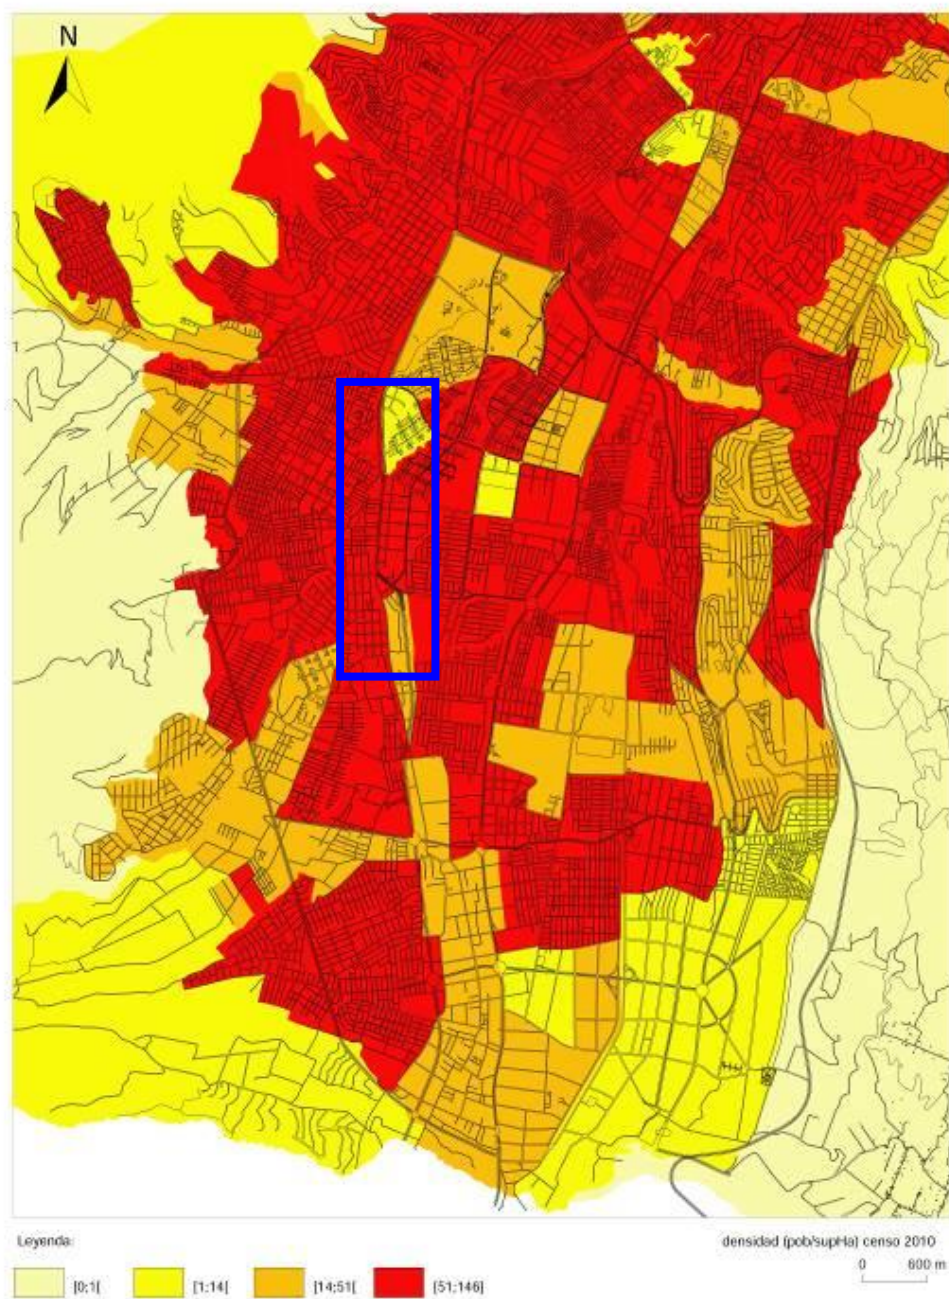 N
Leyenda:
densidad (pob/supHa) censo 2010
0 600 m
[0;1[ [1;14[ [14;51[ [51;146]